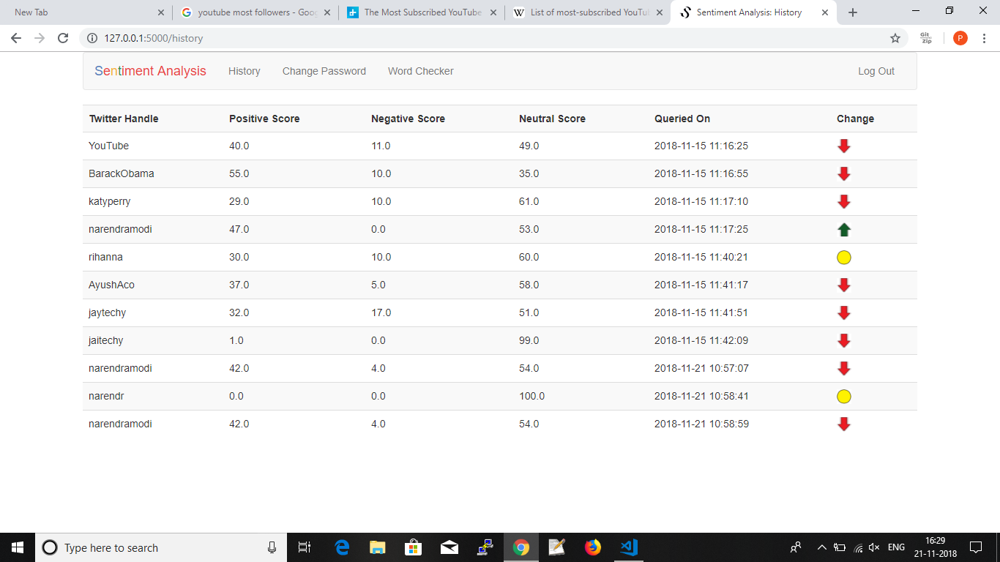 New Tab
youtube most followers - Goog
The Most Subscribed YouTube
W List of most-subscribed YouTu
Sentiment Analysis: History
127.0.0.1:5000/history
Git Zip
P
Sentiment Analysis History Change Password Word Checker Log Out
Twitter Handle Positive Score Negative Score Neutral Score Queried On Change
YouTube 40.0 11.0 49.0 2018-11-15 11:16:25
BarackObama 55.0 10.0 35.0 2018-11-15 11:16:55
katyperry 29.0 10.0 61.0 2018-11-15 11:17:10
narendramodi 47.0 0.0 53.0 2018-11-15 11:17:25
rihanna 30.0 10.0 60.0 2018-11-15 11:40:21
AyushAco 37.0 5.0 58.0 2018-11-15 11:41:17
jaytechy 32.0 17.0 51.0 2018-11-15 11:41:51
jaitechy 1.0 0.0 99.0 2018-11-15 11:42:09
narendramodi 42.0 4.0 54.0 2018-11-21 10:57:07
narendr 0.0 0.0 100.0 2018-11-21 10:58:41
narendramodi 42.0 4.0 54.0 2018-11-21 10:58:59
Type here to search
ENG
16:29
21-11-2018